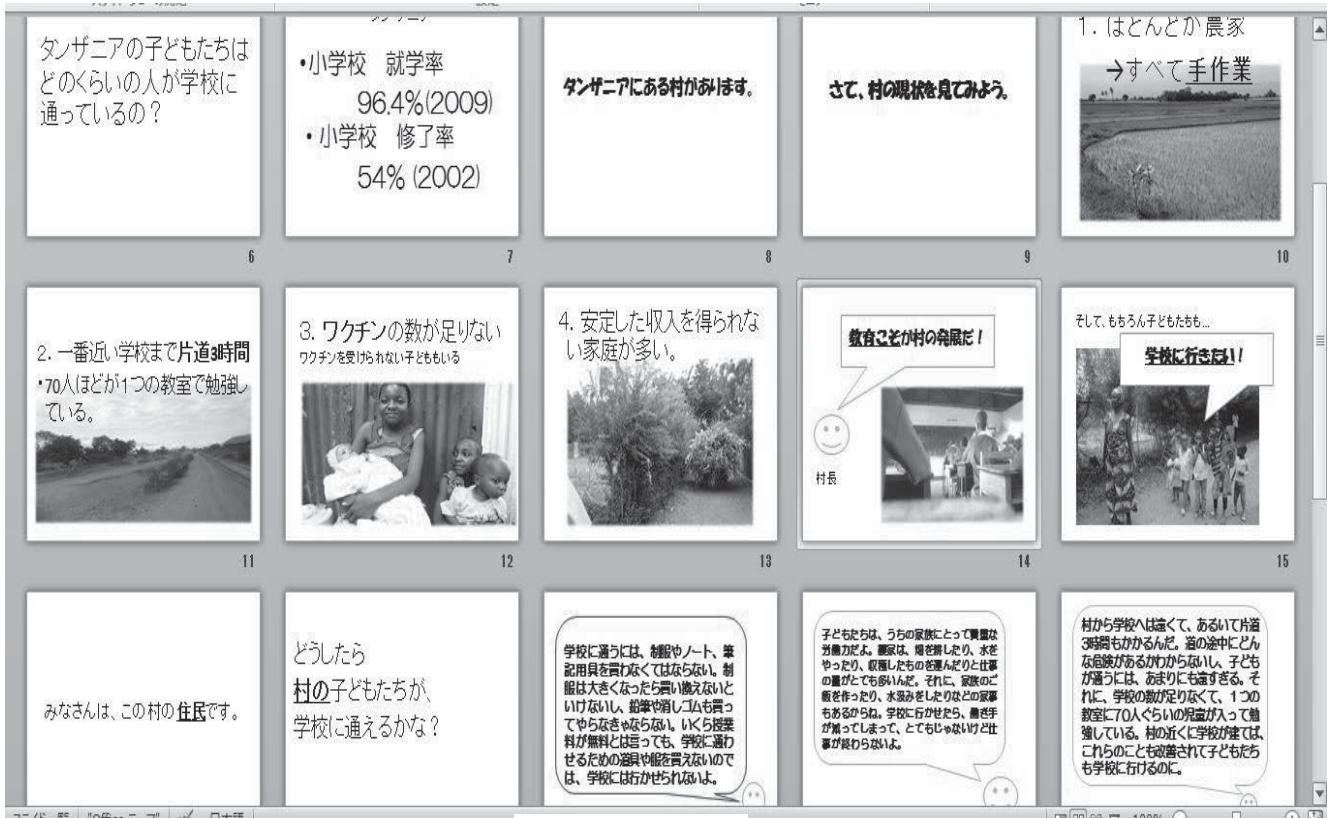 タンザニアの子どもたちは
どのくらいの人が学校に
通っているの？
6
・小学校　就学率
96.4%(2009)
・小学校　修了率
54% (2002)
7
タンザニアにある村があります。
8
さて、村の現状を見てみよう。
9
1. ほとんどが農家
→すべて手作業
10
2. 一番近い学校まで片道3時間
・70人ほどが1つの教室で勉強し
ている。
11
3. ワクチンの数が足りない
ワクチンを受けられない子どももいる
12
4. 安定した収入を得られな
い家庭が多い。
13
教育こそが村の発展だ！
村長
14
そして、もちろん子どもたちも...
学校に行きたい！
15
みなさんは、この村の住民です。
どうしたら
村の子どもたちが、
学校に通えるかな？
学校に通うには、制服やノート、筆
記用具を買わなくてはならない。制
服は大きくなったら買い換えないと
いけないし、鉛筆や消しゴムも買っ
てやらなきゃならない。いくら授業
料が無料とは言っても、学校に通わ
せるための道具や服を買えないので
は、学校には行かせられないよ。
子どもたちは、うちの家族にとって貴重な
労働力だよ。農家は、畑を耕したり、水を
やったり、収穫したものを運んだりと仕事
の量がとても多いんだ。それに、家族のご
飯を作ったり、水汲みをしたりなどの家事
もあるからね。学校に行かせたら、働き手
が減ってしまって、とてもじゃないけど仕
事が終わらないよ。
村から学校へは遠くて、あるいて片道
3時間もかかるんだ。道の途中にどん
な危険があるかわからないし、子ども
が通うには、あまりにも遠すぎる。そ
れに、学校の数が足りなくて、1つの
教室に70人ぐらいの児童が入って勉
強している。村の近くに学校が建てば、
これらのことも改善されて子どもたち
も学校に行けるのに。